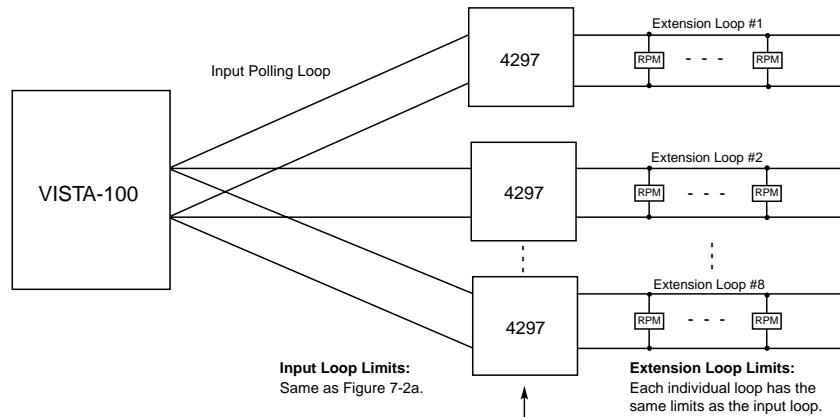 Extension Loop #1
4297
RPM
- - -
RPM
Input Polling Loop
VISTA-100
Extension Loop #2
4297
RPM
- - -
RPM
Extension Loop #8
4297
RPM
- - -
RPM
Input Loop Limits:
Same as Figure 7-2a.
Extension Loop Limits:
Each individual loop has the
same limits as the input loop.